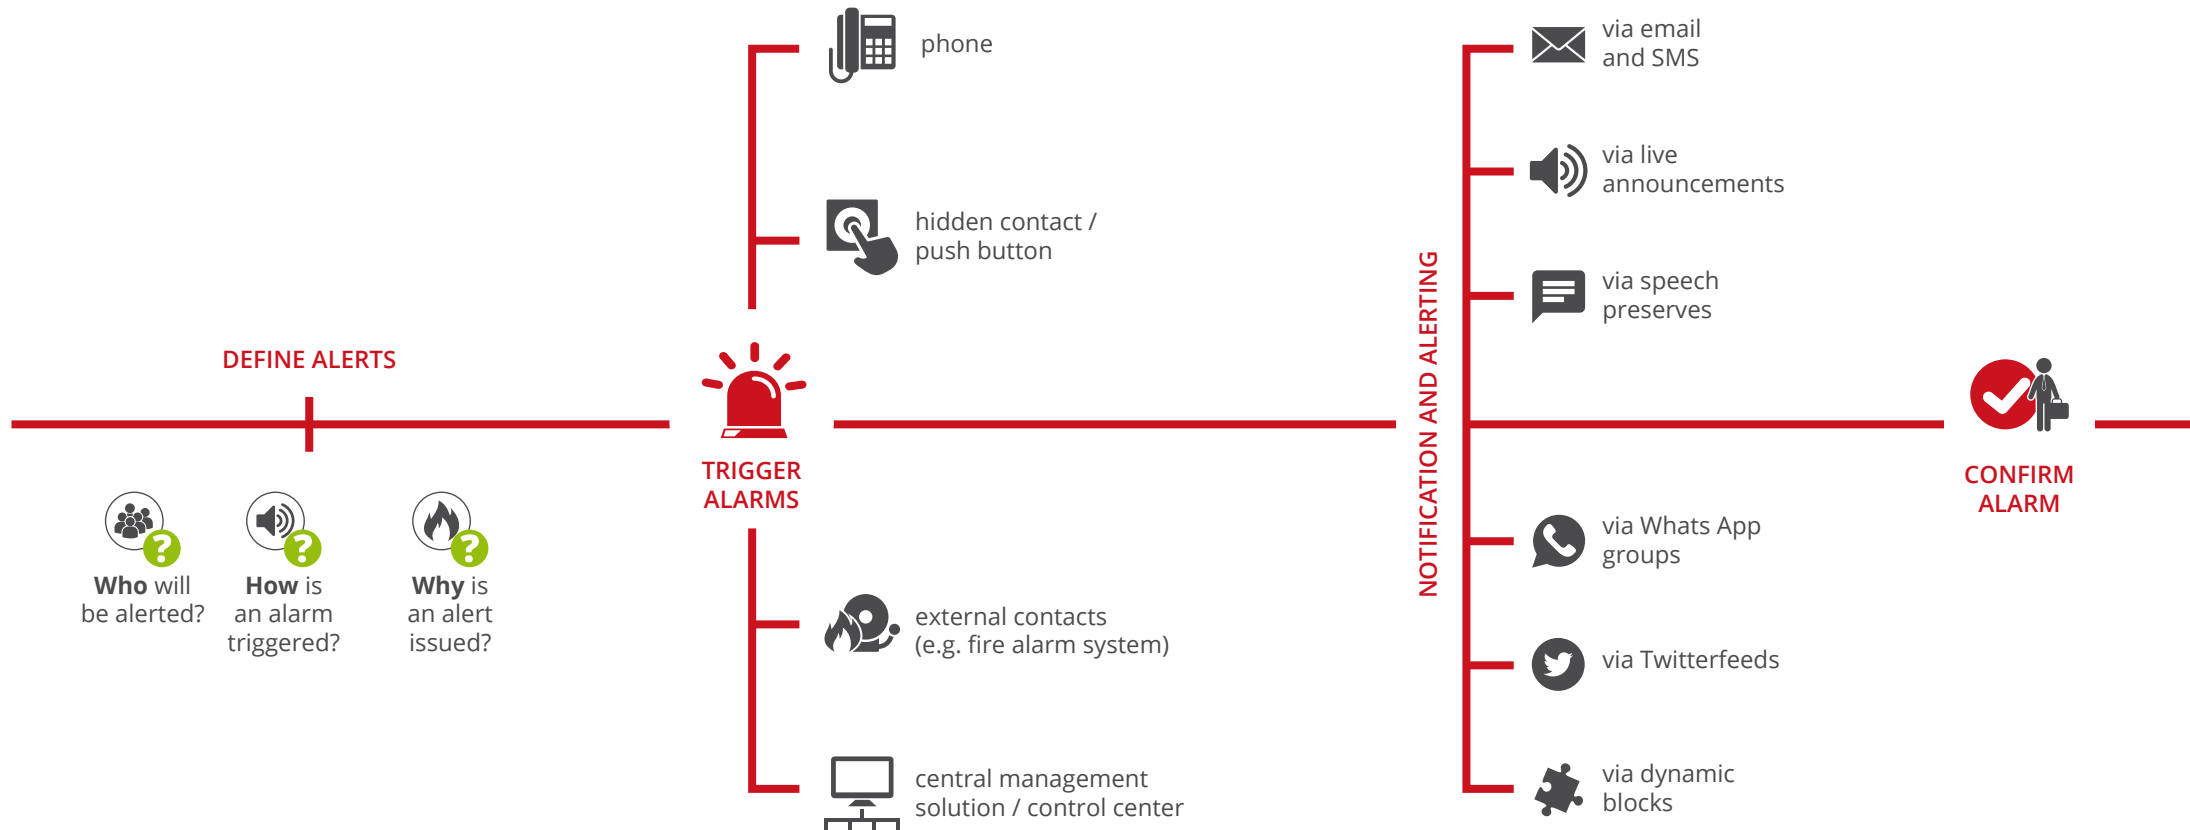 DEFINE ALERTS
Who will
be alerted?
How is
an alarm
triggered?
Why is
an alert
issued?
TRIGGER
ALARMS
phone
hidden contact /
push button
external contacts
(e.g. fire alarm system)
central management
solution / control center
NOTIFICATION AND ALERTING
via email
and SMS
via live
announcements
via speech
preserves
via Whats App
groups
via Twitterfeeds
via dynamic
blocks
CONFIRM
ALARM